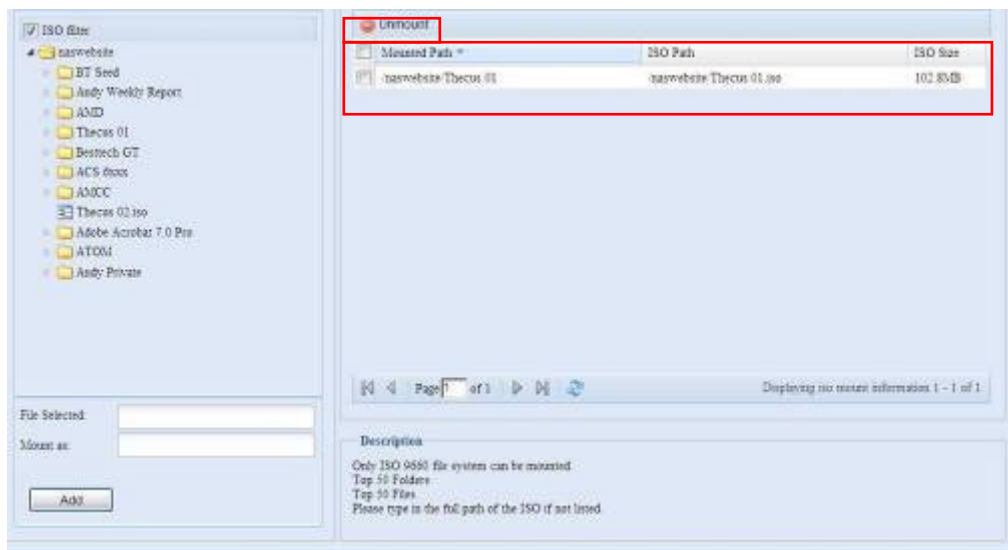 ISO filter
naswebsite
BT Seed
Andy Weekly Report
AMD
Thecus 01
Besttech GT
ACS 6xxx
AMCC
Thecus 02.iso
Adobe Acrobat 7.0 Pro
ATOM
Andy Private
File Selected:
Mount as:
Add
Unmount
Mounted Path ISO Path ISO Size
/naswebsite/Thecus 01 /naswebsite/Thecus 01.iso 102.8MB
Page 1 of 1 Displaying iso mount information 1 - 1 of 1
Description
Only ISO 9660 file system can be mounted.
Top 50 Folders
Top 50 Files
Please type in the full path of the ISO if not listed.